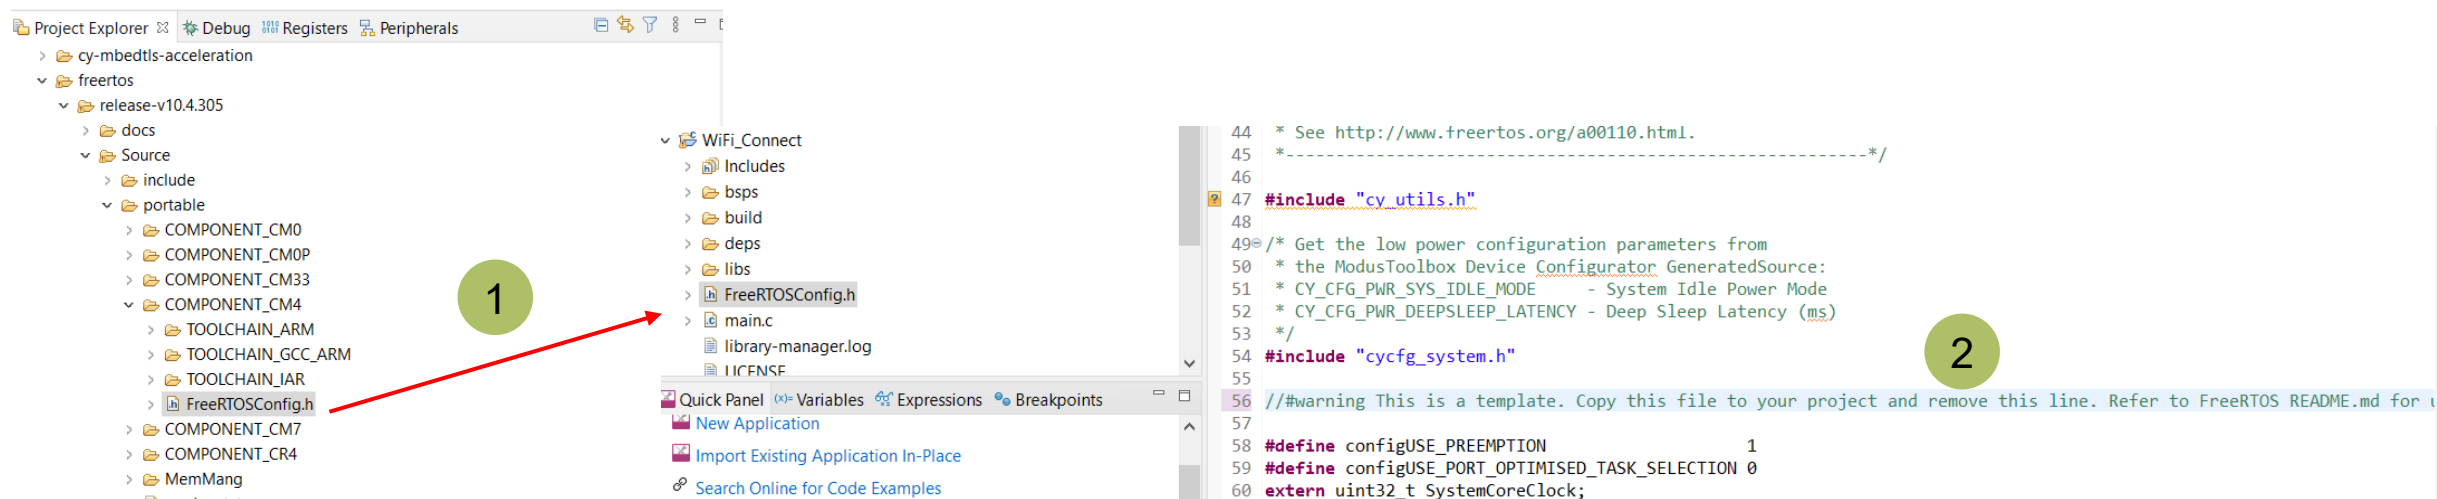 Project Explorer Debug Registers Peripherals
cy-mbedtls-acceleration
freertos
release-v10.4.305
docs
Source
include
portable
COMPONENT_CM0
COMPONENT_CM0P
COMPONENT_CM33
COMPONENT_CM4
TOOLCHAIN_ARM
TOOLCHAIN_GCC_ARM
TOOLCHAIN_IAR
FreeRTOSConfig.h
COMPONENT_CM7
COMPONENT_CR4
MemMang
1
WiFi_Connect
Includes
bsps
build
deps
libs
FreeRTOSConfig.h
main.c
library-manager.log
LICENSE
Quick Panel (x)= Variables Expressions Breakpoints
New Application
Import Existing Application In-Place
Search Online for Code Examples
44 * See http://www.freertos.org/a00110.html.
45 *----------------------------------------------------------*/
46
47 #include "cy_utils.h"
48
49 /* Get the low power configuration parameters from
50 * the ModusToolbox Device Configurator GeneratedSource:
51 * CY_CFG_PWR_SYS_IDLE_MODE - System Idle Power Mode
52 * CY_CFG_PWR_DEEPSLEEP_LATENCY - Deep Sleep Latency (ms)
53 */
54 #include "cycfg_system.h"
55
56 //#warning This is a template. Copy this file to your project and remove this line. Refer to FreeRTOS README.md for
57
58 #define configUSE_PREEMPTION 1
59 #define configUSE_PORT_OPTIMISED_TASK_SELECTION 0
60 extern uint32_t SystemCoreClock;
2